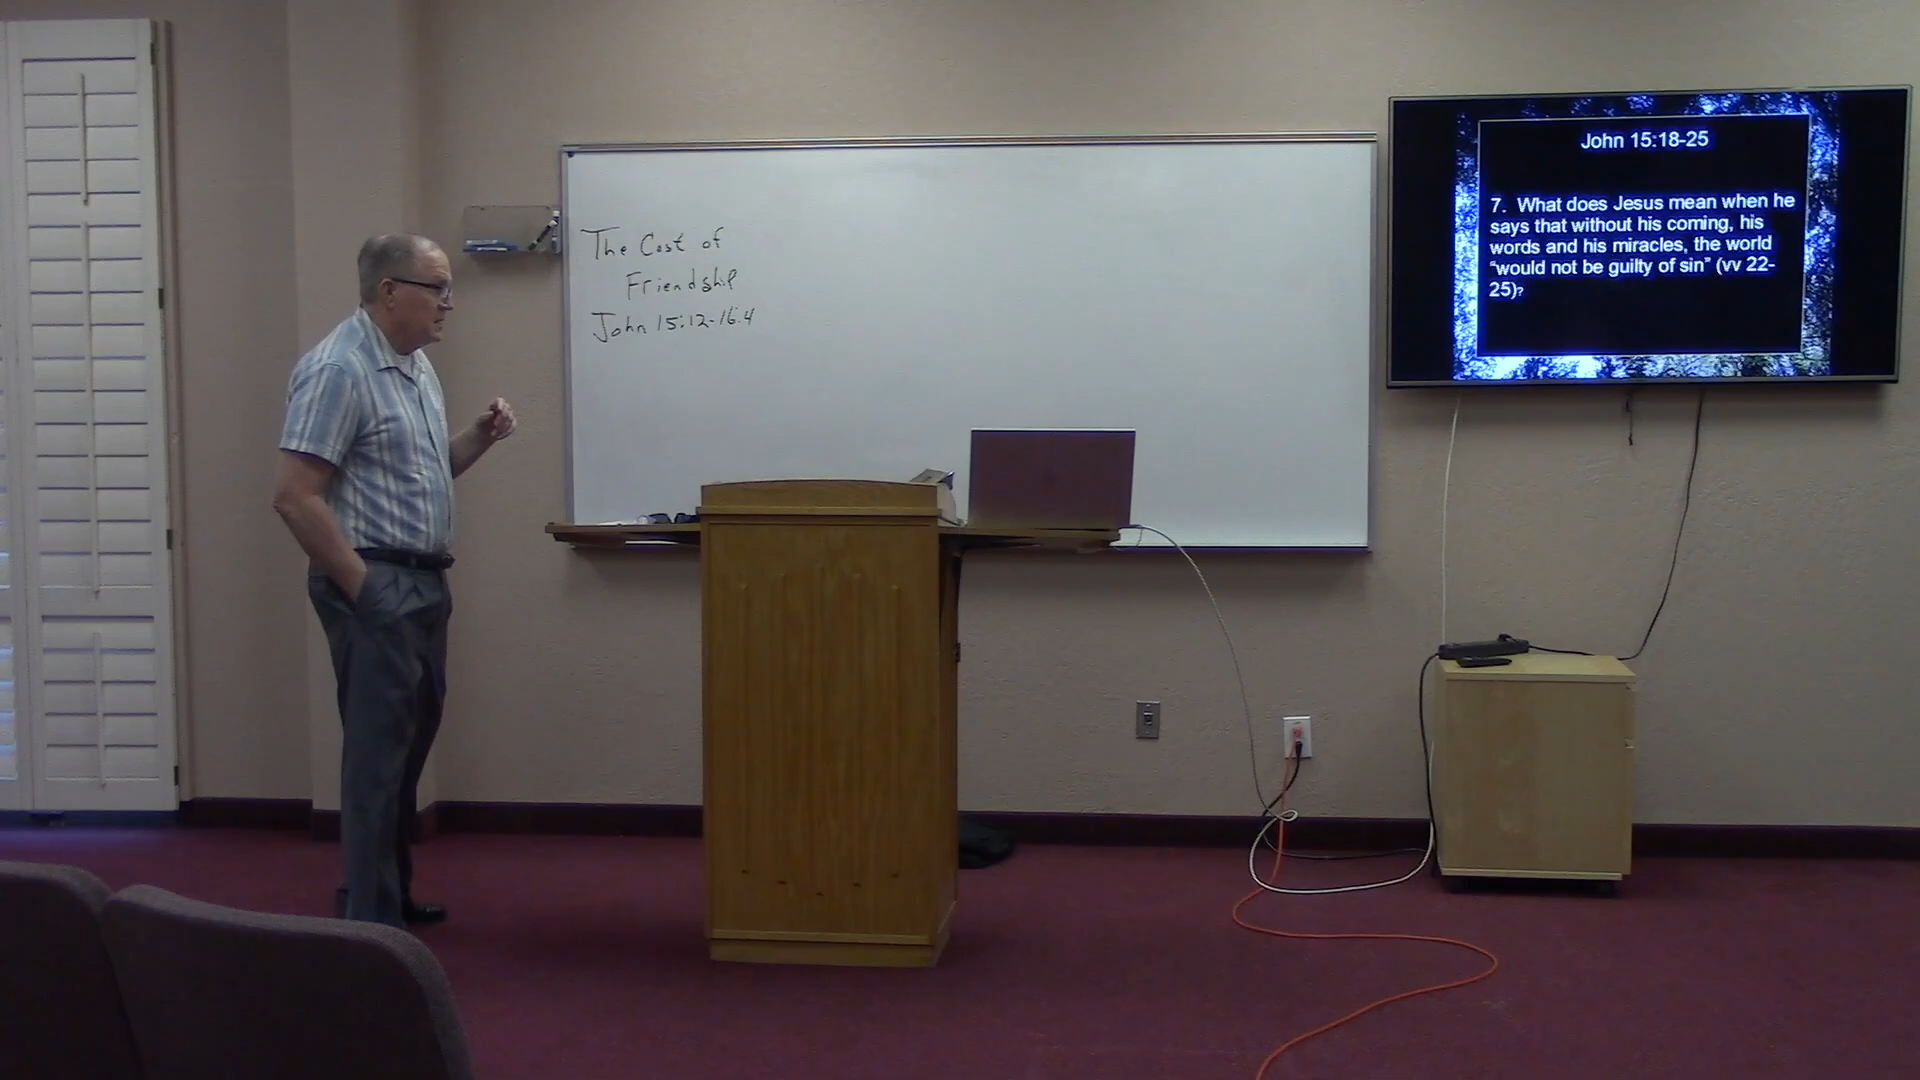 The Cost of
Friendship
John 15:12-16:4
John 15:18-25
7. What does Jesus mean when he
says that without his coming, his
words and his miracles, the world
“would not be guilty of sin” (vv 22-
25)?